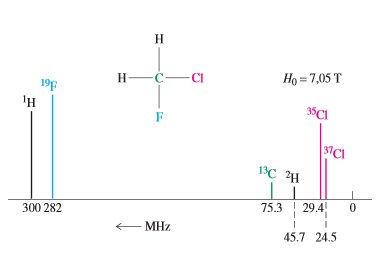 H
H—C—Cl
F
H₀ = 7,05 T
¹H
¹⁹F
¹³C
²H
³⁵Cl
³⁷Cl
300 282
75.3
29.4
0
45.7
24.5
← MHz